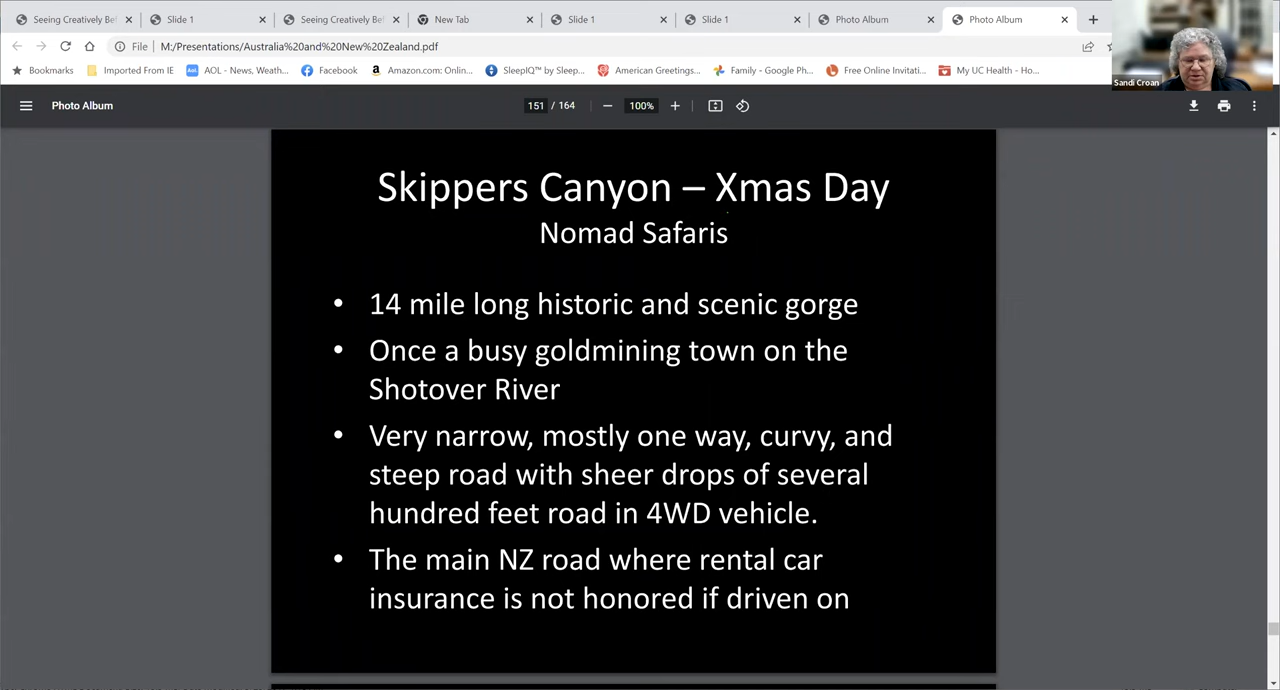 Seeing Creatively Bef
Slide 1
Seeing Creatively Bef
New Tab
Slide 1
Slide 1
Photo Album
Photo Album
File | M:/Presentations/Australia%20and%20New%20Zealand.pdf
Bookmarks Imported From IE AOL - News, Weath... Facebook Amazon.com: Onlin... SleepIQ™ by Sleep... American Greetings... Family - Google Ph... Free Online Invitati... My UC Health - Ho...
Sandi Croan
Photo Album 151 / 164 100%
Skippers Canyon – Xmas Day
Nomad Safaris
• 14 mile long historic and scenic gorge
• Once a busy goldmining town on the
Shotover River
• Very narrow, mostly one way, curvy, and
steep road with sheer drops of several
hundred feet road in 4WD vehicle.
• The main NZ road where rental car
insurance is not honored if driven on